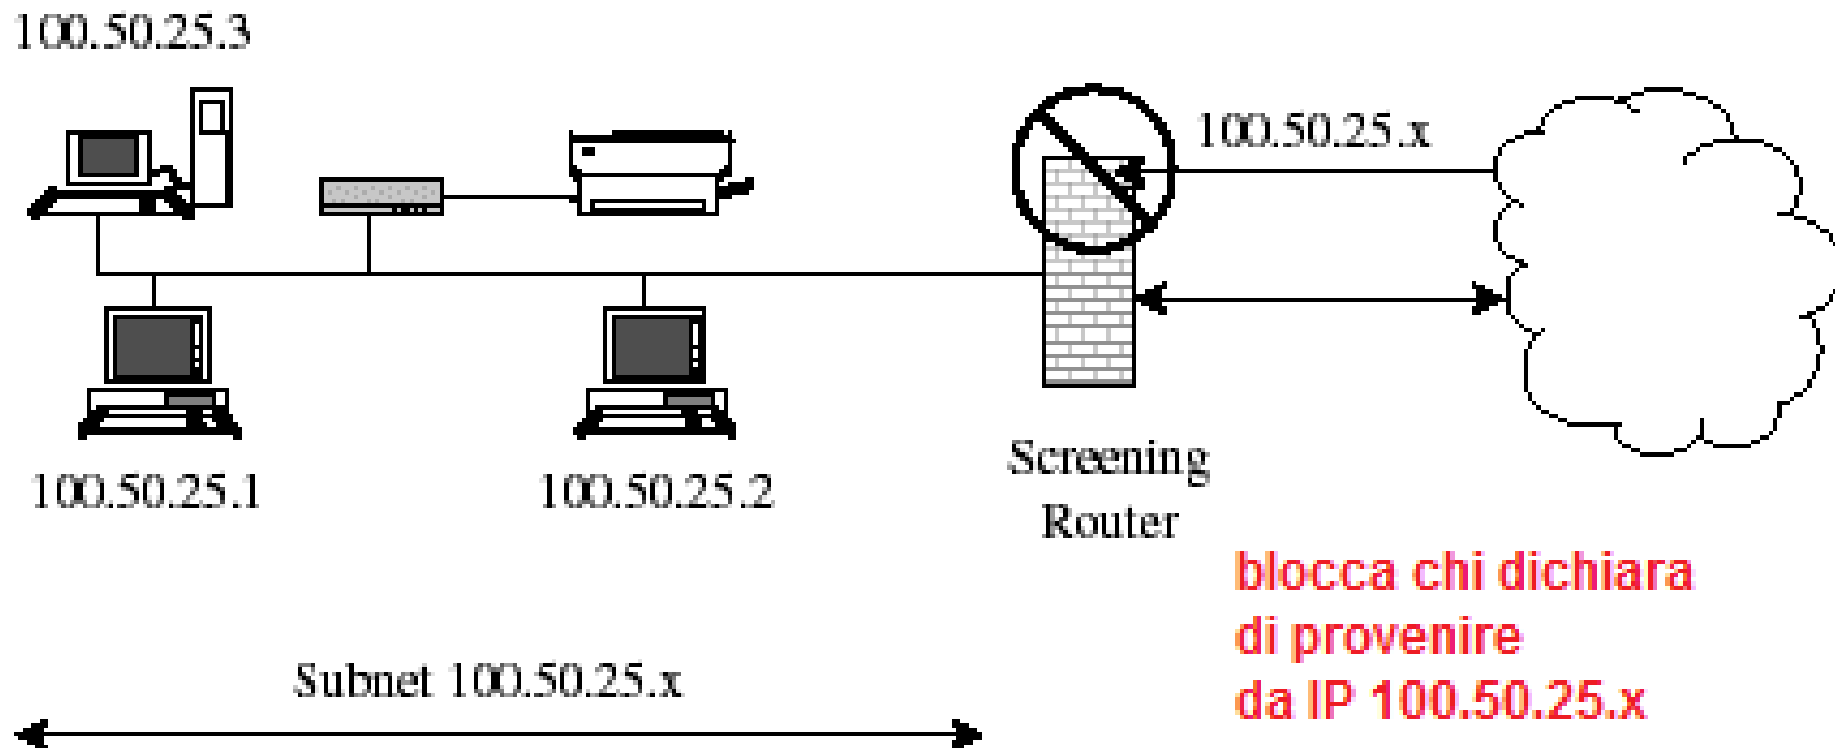 100.50.25.3
100.50.25.x
100.50.25.1
100.50.25.2
Screening
Router
blocca chi dichiara
di provenire
da IP 100.50.25.x
Subnet 100.50.25.x